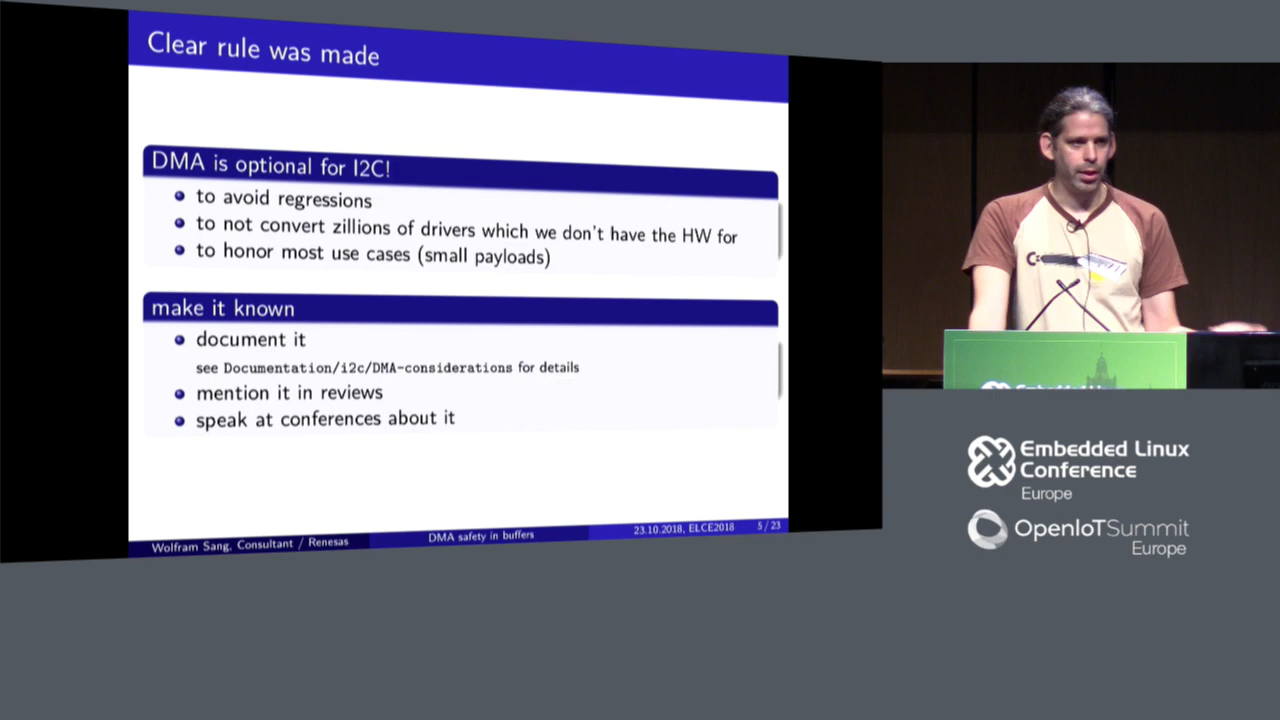 Clear rule was made
DMA is optional for I2C!
to avoid regressions
to not convert zillions of drivers which we don't have the HW for
to honor most use cases (small payloads)
make it known
document it
see Documentation/i2c/DMA-considerations for details
mention it in reviews
speak at conferences about it
Wolfram Sang, Consultant / Renesas
DMA safety in buffers
23.10.2018, ELCE2018
5 / 23
Embedded Linux
Conference
Europe
OpenIoTSummit
Europe